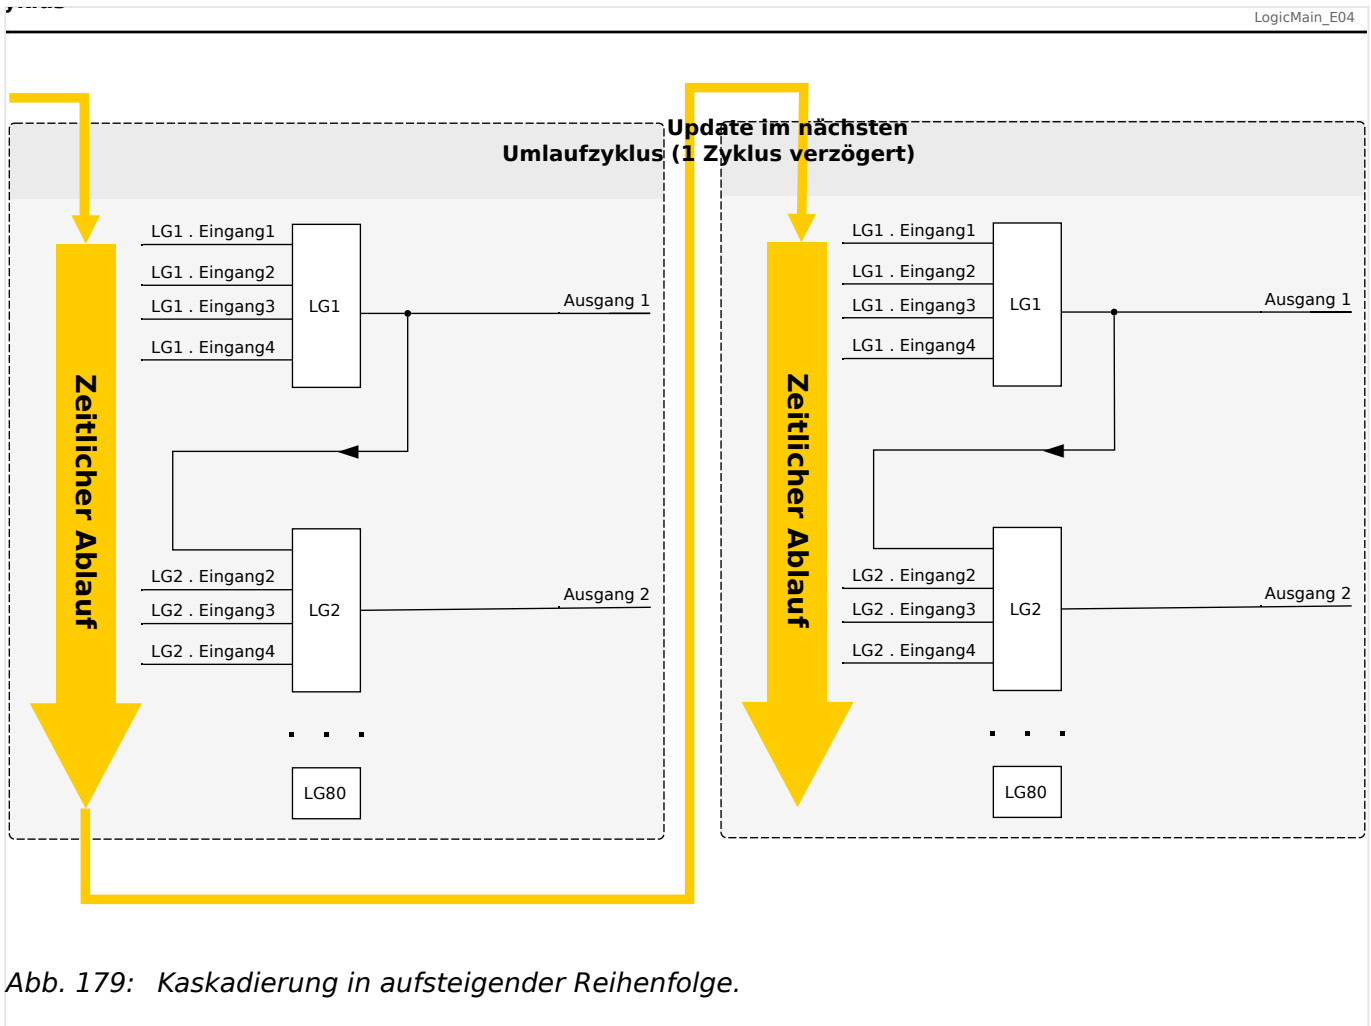 LogicMain_E04
Update im nächsten
Umlaufzyklus (1 Zyklus verzögert)
Zeitlicher Ablauf
LG1 . Eingang1
LG1 . Eingang2
LG1 . Eingang3
LG1 . Eingang4
LG1
Ausgang 1
LG2 . Eingang2
LG2 . Eingang3
LG2 . Eingang4
LG2
Ausgang 2
LG80
Zeitlicher Ablauf
LG1 . Eingang1
LG1 . Eingang2
LG1 . Eingang3
LG1 . Eingang4
LG1
Ausgang 1
LG2 . Eingang2
LG2 . Eingang3
LG2 . Eingang4
LG2
Ausgang 2
LG80
Abb. 179: Kaskadierung in aufsteigender Reihenfolge.